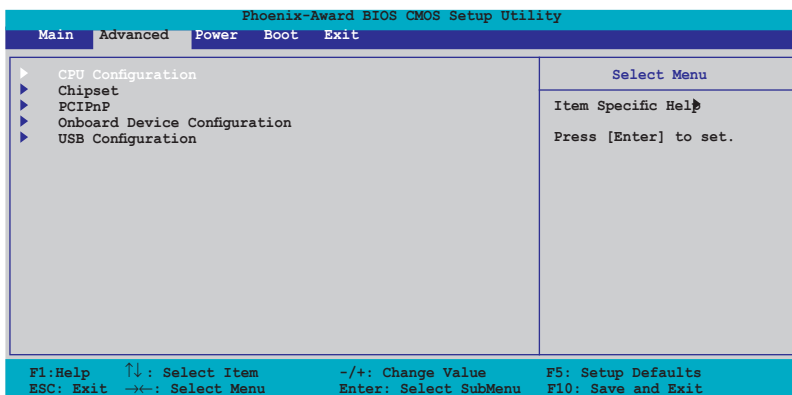 Phoenix-Award BIOS CMOS Setup Utility
Main Advanced Power Boot Exit
CPU Configuration
Chipset
PCIPnP
Onboard Device Configuration
USB Configuration
Select Menu
Item Specific Help
Press [Enter] to set.
F1:Help ↑↓: Select Item -/+: Change Value F5: Setup Defaults
ESC: Exit →←: Select Menu Enter: Select SubMenu F10: Save and Exit